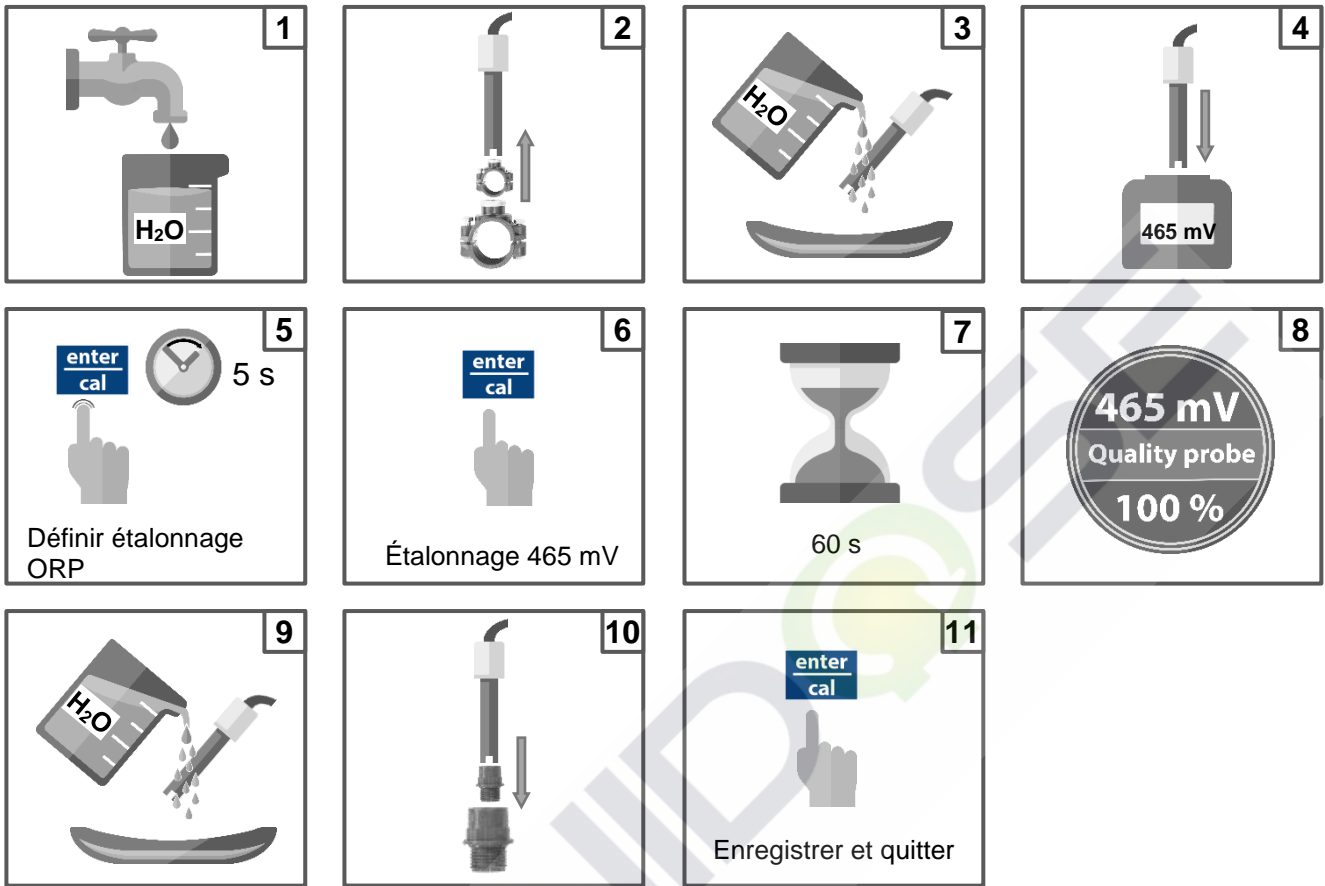 1
H₂O
2
3
H₂O
4
465 mV
5
enter
cal
5 s
Définir étalonnage
ORP
6
enter
cal
Étalonnage 465 mV
7
60 s
8
465 mV
Quality probe
100 %
9
H₂O
10
11
enter
cal
Enregistrer et quitter